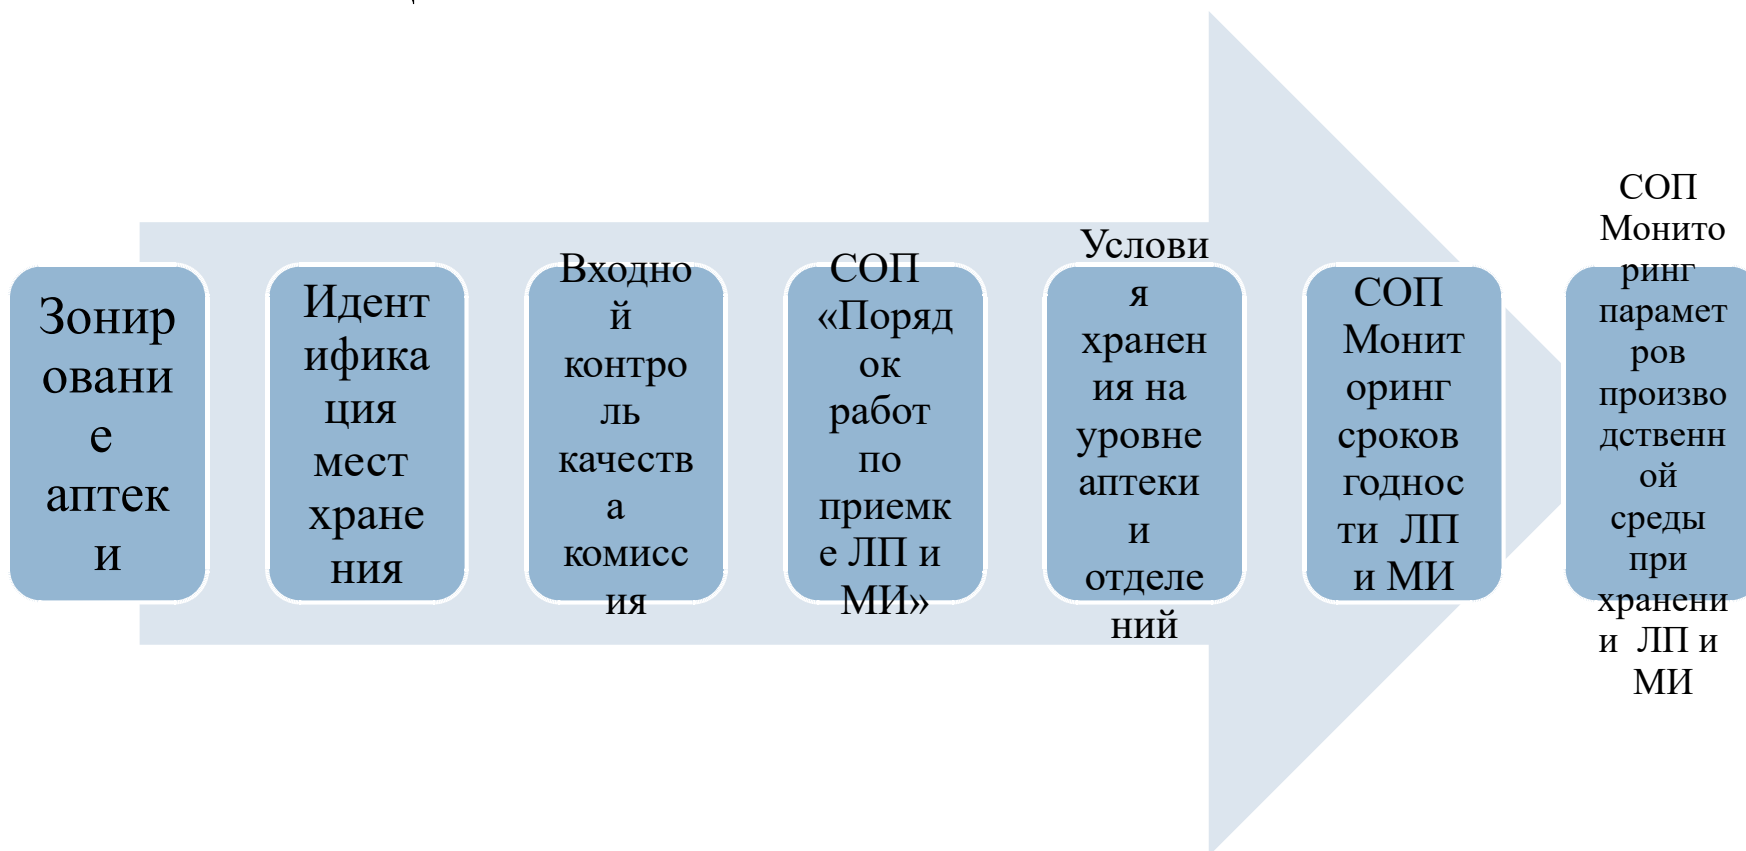 Зонир
овани
е
аптек
и
Идент
ифика
ция
мест
хране
ния
Входно
й
контро
ль
качеств
а
комисс
ия
СОП
«Поряд
ок
работ
по
приемк
е ЛП и
МИ»
Услови
я
хранен
ия на
уровне
аптеки
и
отделе
ний
СОП
Монит
оринг
сроков
годнос
ти ЛП
и МИ
СОП
Монито
ринг
парамет
ров
произво
дственн
ой
среды
при
хранени
и ЛП и
МИ